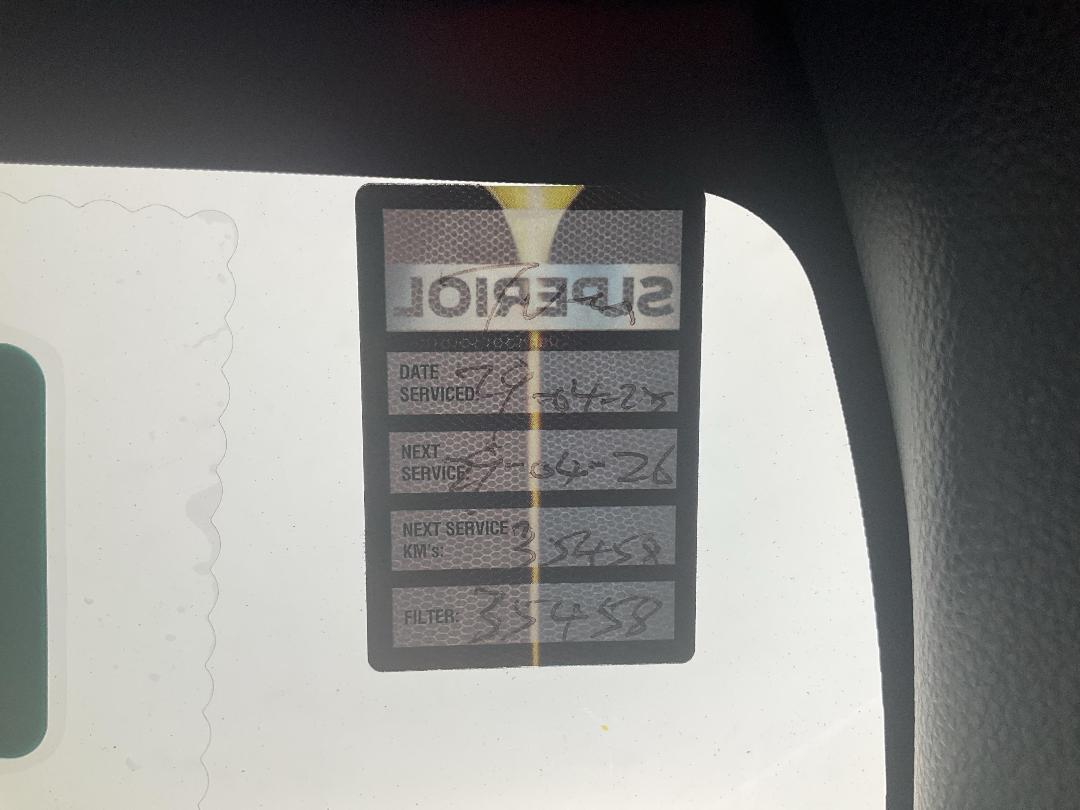 SUPERIOL
DATE
SERVICED: 29-04-25
NEXT
SERVICE: 29-04-26
NEXT SERVICE
KM's: 35458
FILTER: 35458